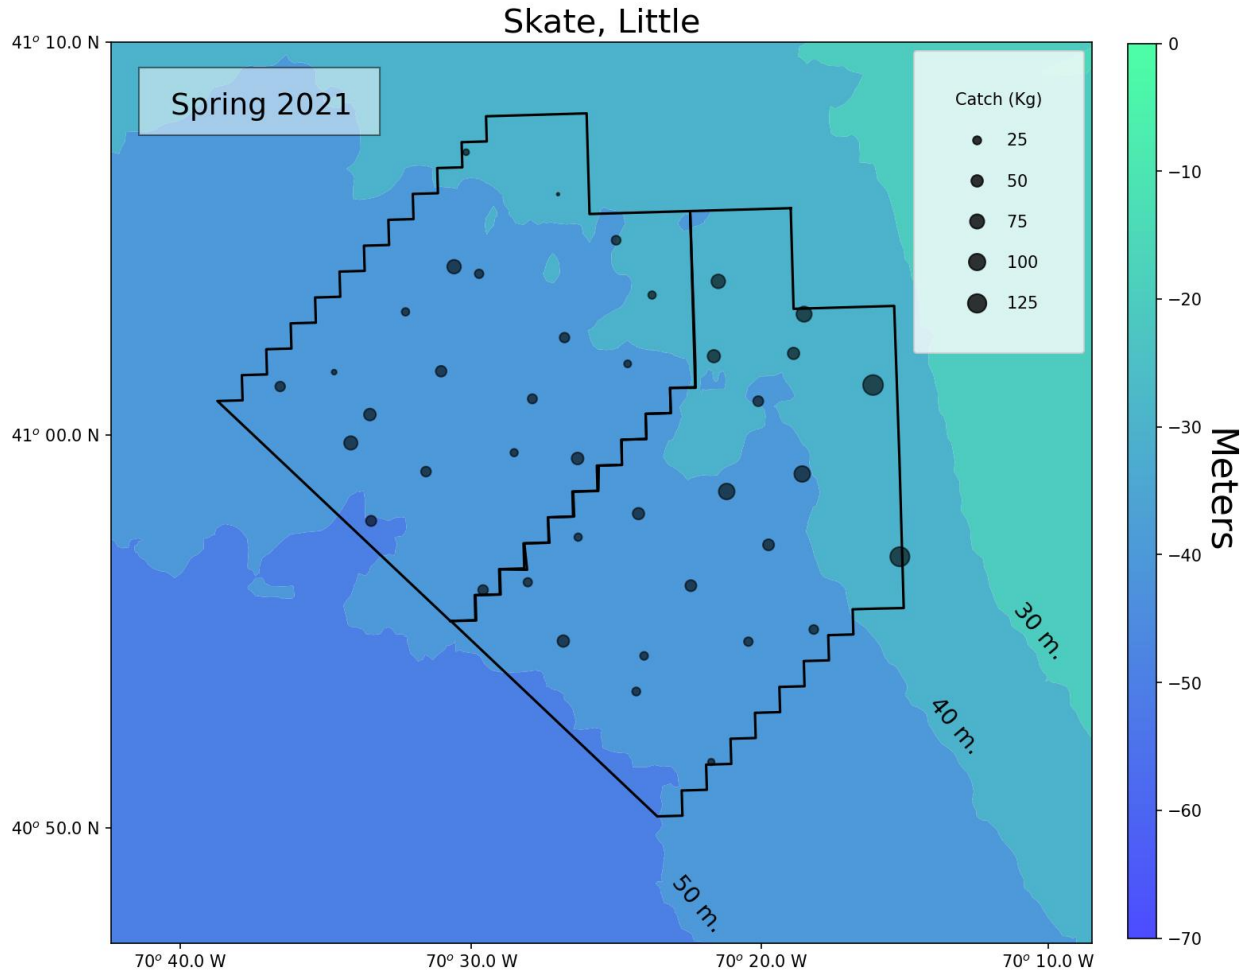 Skate, Little
41° 10.0 N
41° 00.0 N
40° 50.0 N
Spring 2021
Catch (Kg)
25
50
75
100
125
30 m.
40 m.
50 m.
70° 40.0 W
70° 30.0 W
70° 20.0 W
70° 10.0 W
0
−10
−20
−30
−40
−50
−60
−70
Meters